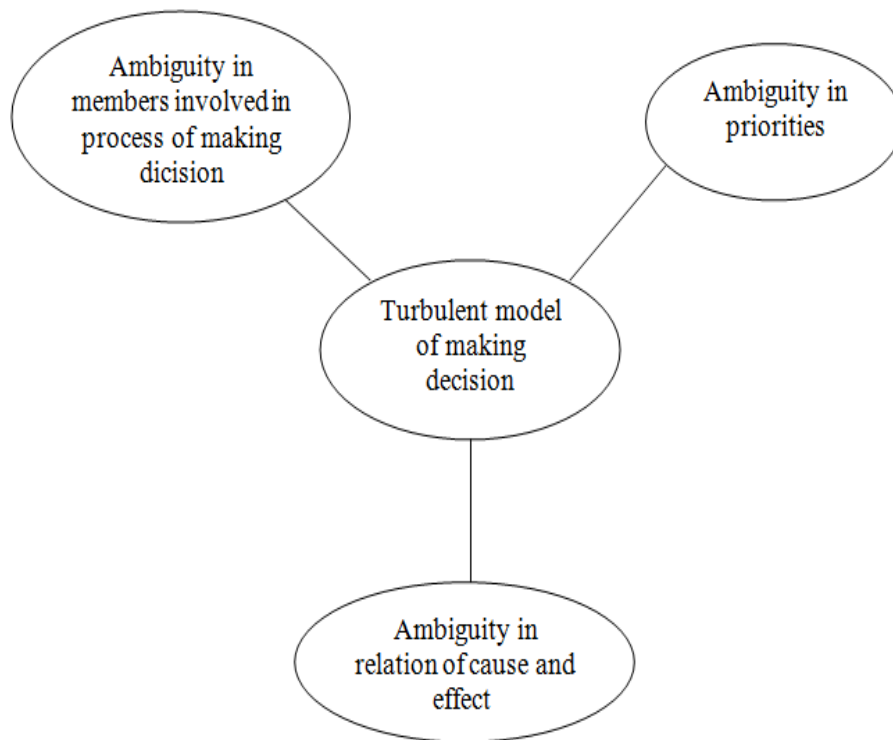 Ambiguity in
members involved in
process of making
dicision
Ambiguity in
priorities
Turbulent model
of making
decision
Ambiguity in
relation of cause and
effect